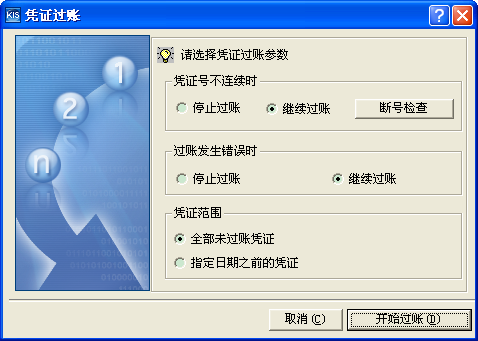 KIS 凭证过账
1
2
n
请选择凭证过账参数
凭证号不连续时
停止过账 继续过账 断号检查
过账发生错误时
停止过账 继续过账
凭证范围
全部未过账凭证
指定日期之前的凭证
取消(C) 开始过账(D)